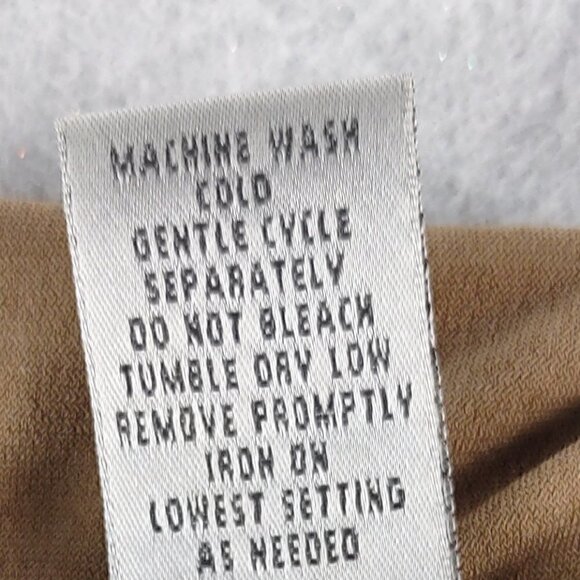 MACHINE WASH
COLD
GENTLE CYCLE
SEPARATELY
DO NOT BLEACH
TUMBLE DRY LOW
REMOVE PROMPTLY
IRON ON
LOWEST SETTING
AS NEEDED